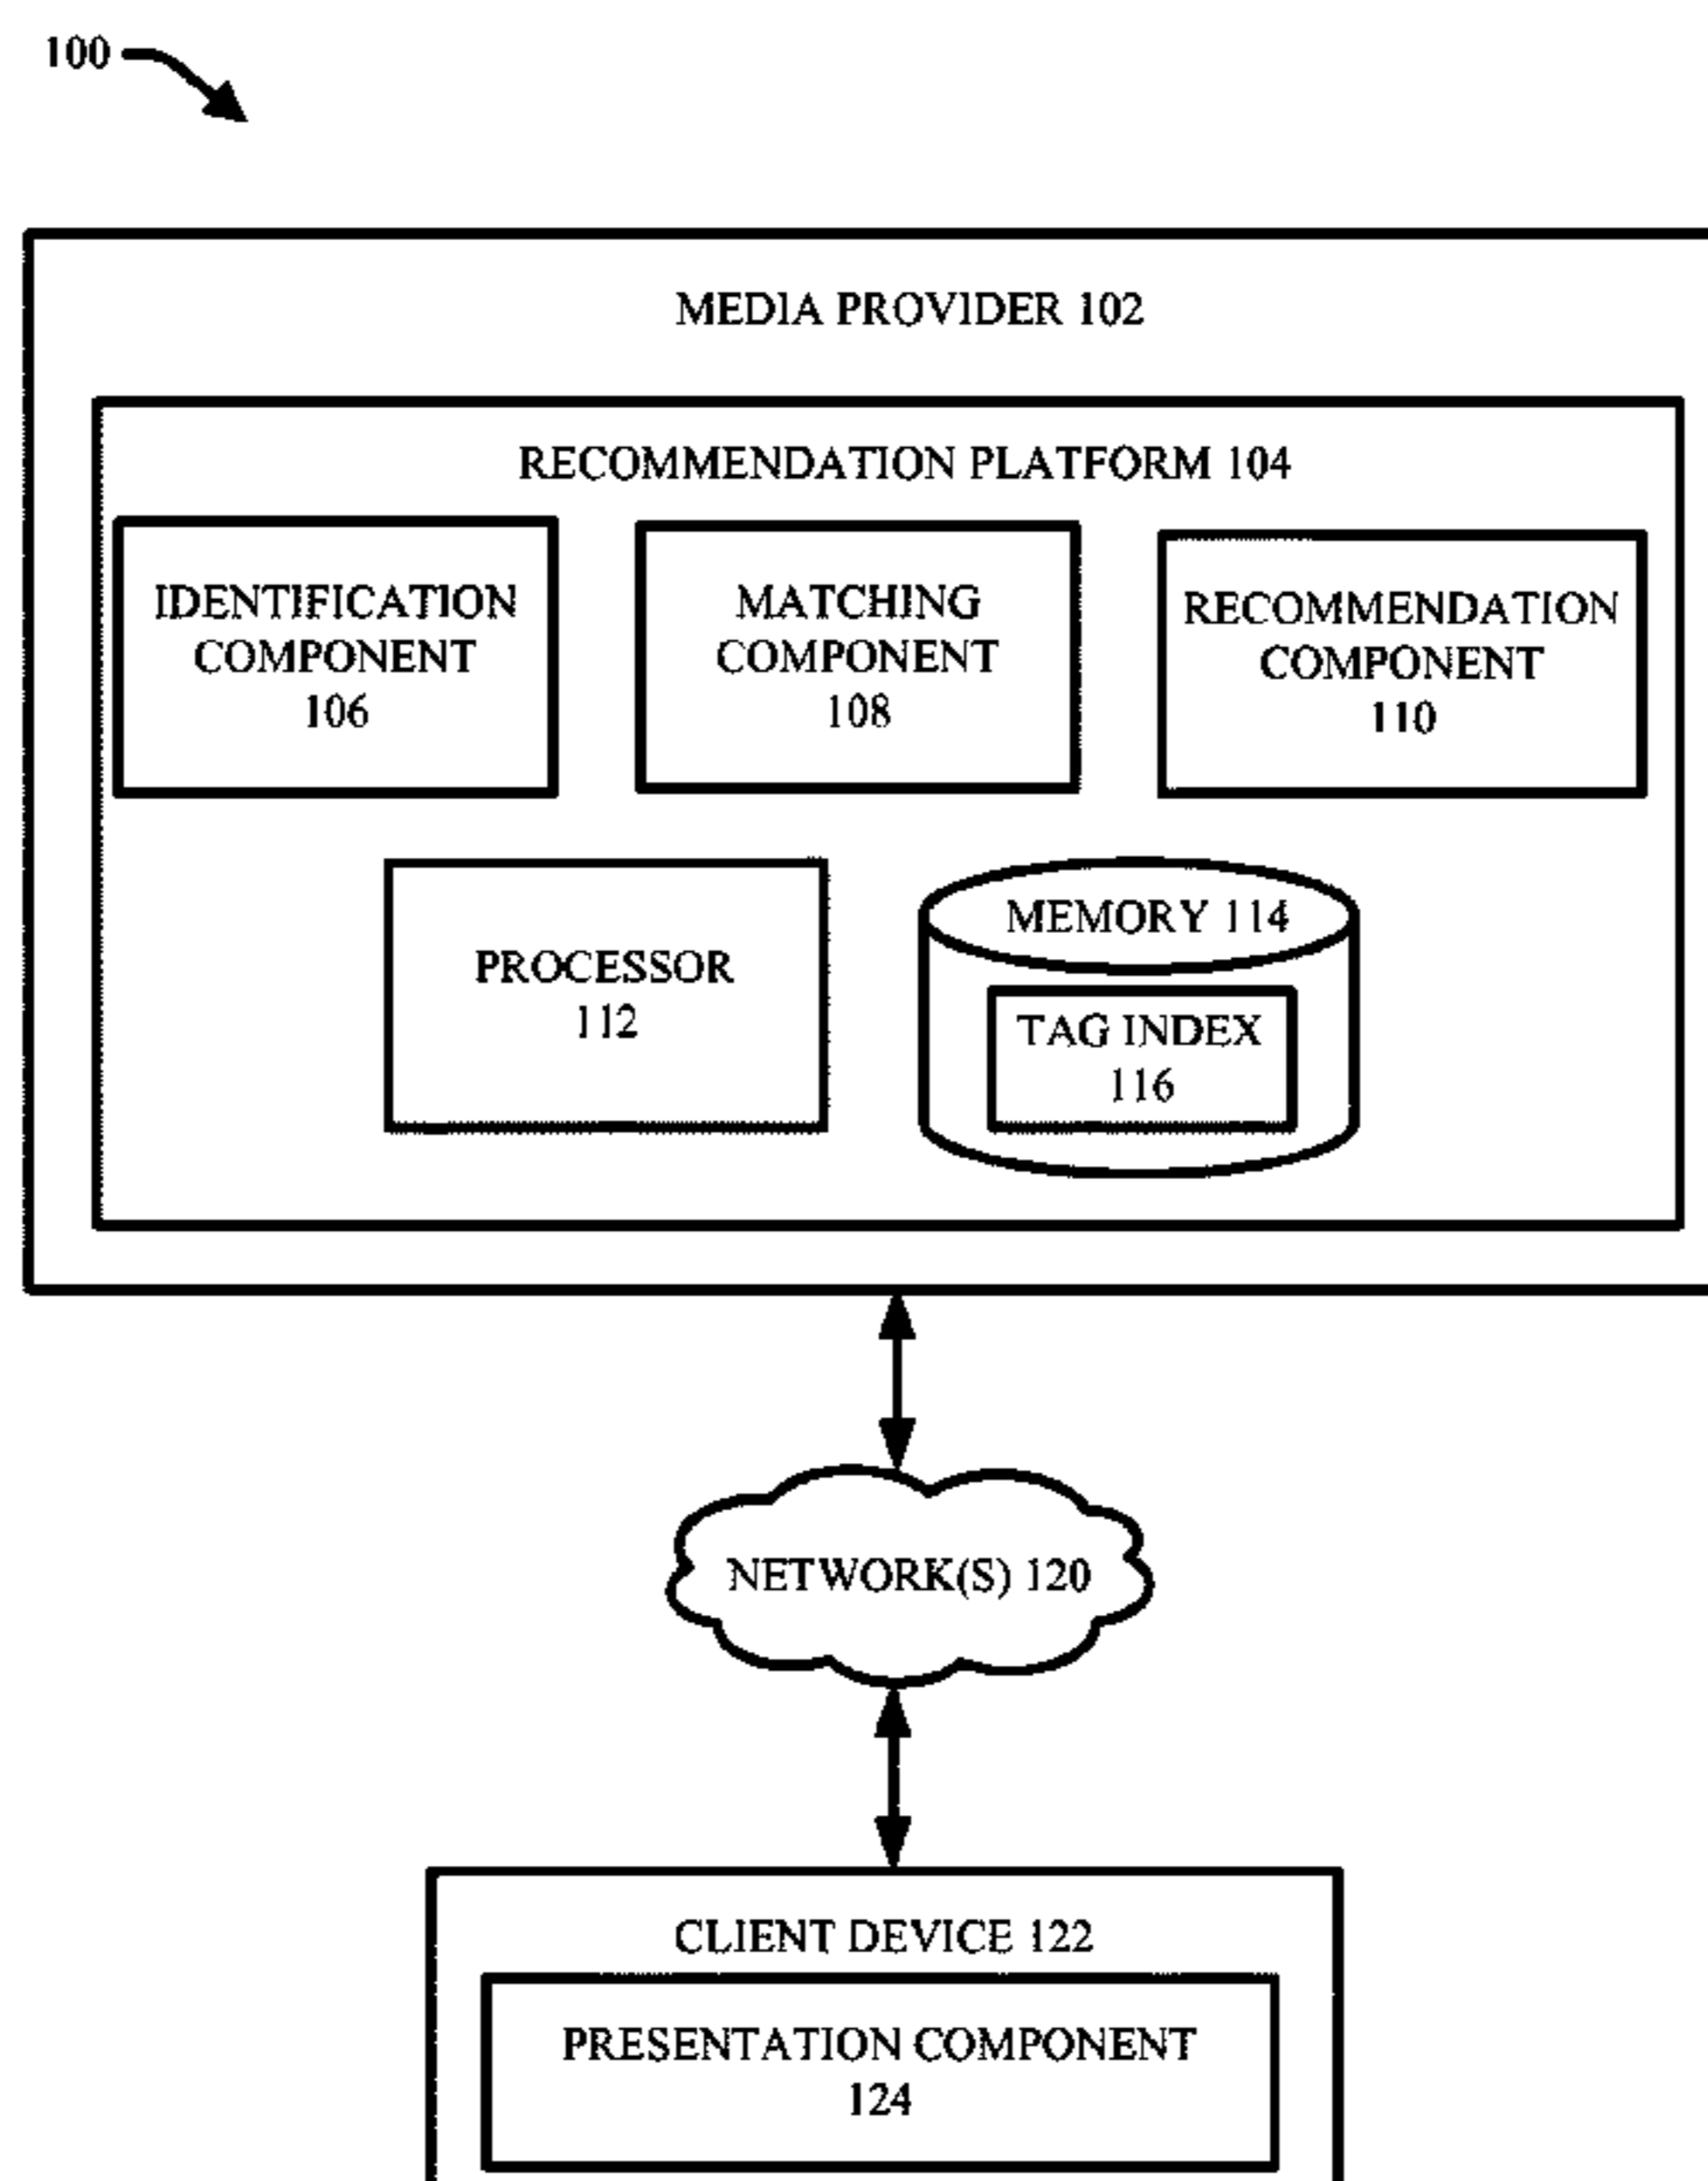 100
MEDIA PROVIDER 102
RECOMMENDATION PLATFORM 104
IDENTIFICATION
COMPONENT
106
MATCHING
COMPONENT
108
RECOMMENDATION
COMPONENT
110
PROCESSOR
112
MEMORY 114
TAG INDEX
116
NETWORK(S) 120
CLIENT DEVICE 122
PRESENTATION COMPONENT
124